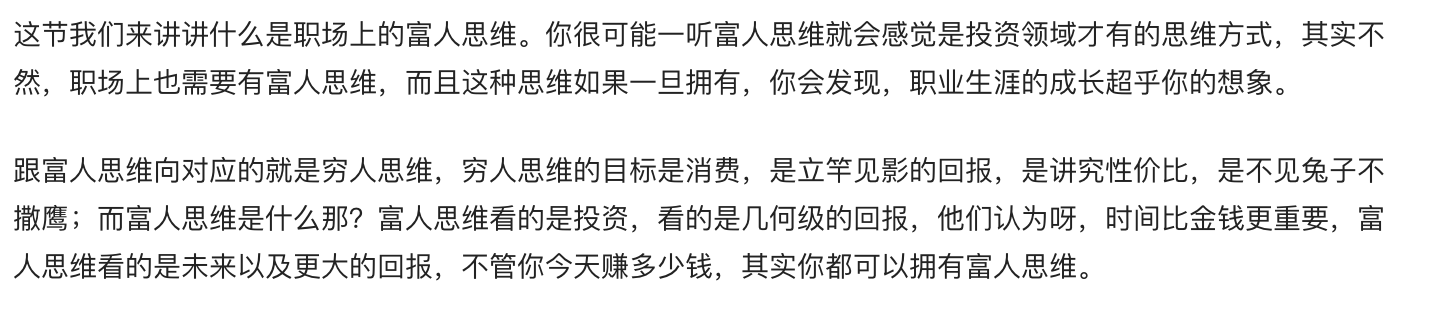 这节我们来讲讲什么是职场上的富人思维。你很可能一听富人思维就会感觉是投资领域才有的思维方式，其实不
然，职场上也需要有富人思维，而且这种思维如果一旦拥有，你会发现，职业生涯的成长超乎你的想象。
跟富人思维向对应的就是穷人思维，穷人思维的目标是消费，是立竿见影的回报，是讲究性价比，是不见兔子不
撒鹰；而富人思维是什么那？富人思维看的是投资，看的是几何级的回报，他们认为呀，时间比金钱更重要，富
人思维看的是未来以及更大的回报，不管你今天赚多少钱，其实你都可以拥有富人思维。